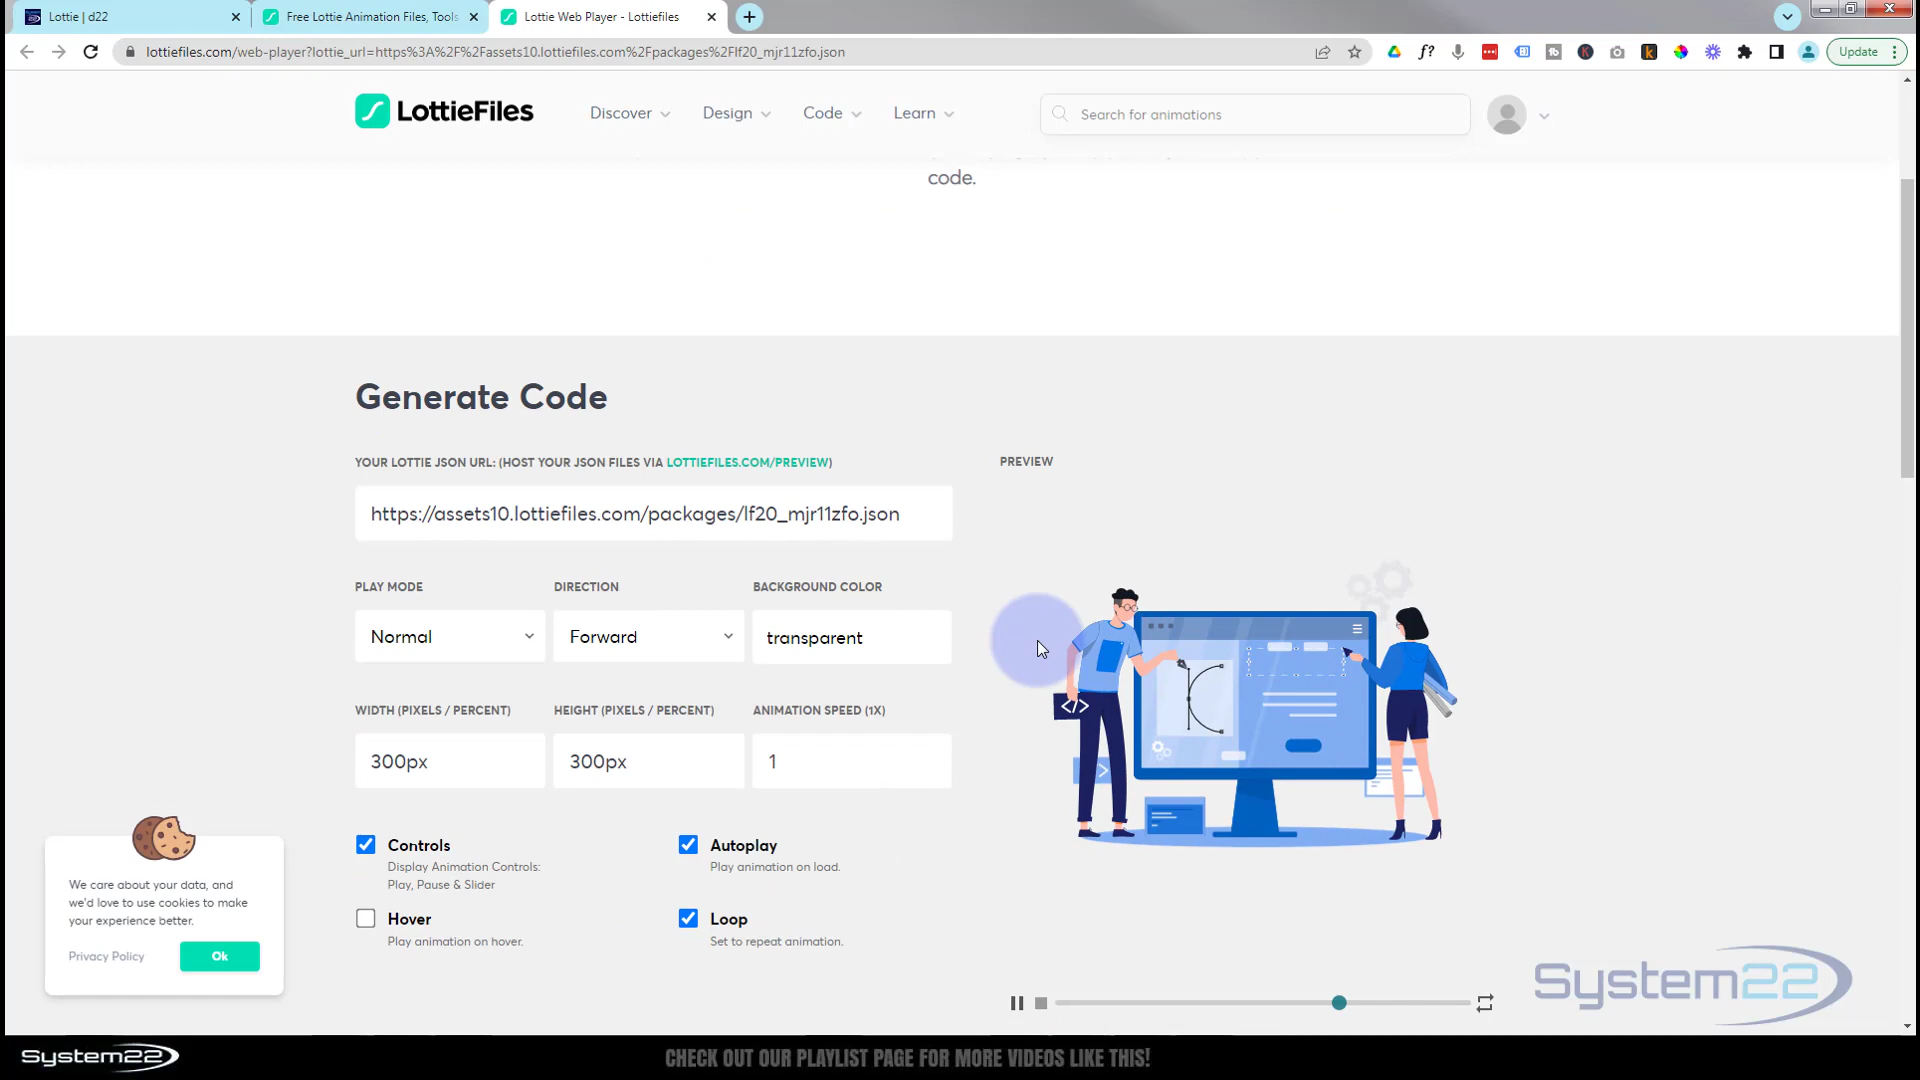 Lottie | d22
Free Lottie Animation Files, Tools
Lottie Web Player - Lottiefiles
lottiefiles.com/web-player?lottie_url=https%3A%2F%2Fassets10.lottiefiles.com%2Fpackages%2Flf20_mjr11zfo.json
Update
LottieFiles
Discover
Design
Code
Learn
Search for animations
code.
Generate Code
YOUR LOTTIE JSON URL: (HOST YOUR JSON FILES VIA LOTTIEFILES.COM/PREVIEW)
PREVIEW
https://assets10.lottiefiles.com/packages/lf20_mjr11zfo.json
PLAY MODE
DIRECTION
BACKGROUND COLOR
Normal
Forward
transparent
WIDTH (PIXELS / PERCENT)
HEIGHT (PIXELS / PERCENT)
ANIMATION SPEED (1X)
300px
300px
1
Controls
Display Animation Controls:
Play, Pause & Slider
Autoplay
Play animation on load.
Hover
Play animation on hover.
Loop
Set to repeat animation.
We care about your data, and
we'd love to use cookies to make
your experience better.
Privacy Policy
Ok
System22
System22
CHECK OUT OUR PLAYLIST PAGE FOR MORE VIDEOS LIKE THIS!